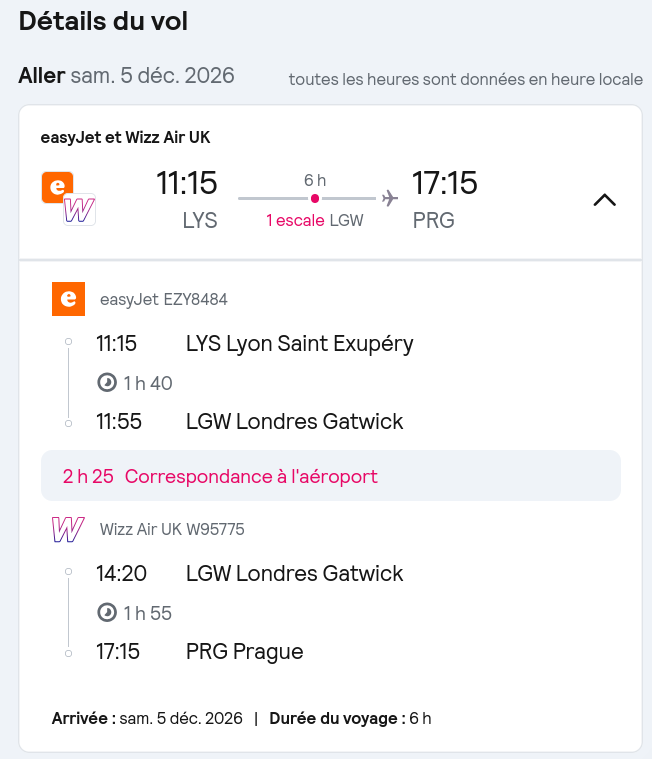 Détails du vol
Aller sam. 5 déc. 2026 toutes les heures sont données en heure locale
easyJet et Wizz Air UK
e W 11:15 6 h 17:15
LYS 1 escale LGW PRG
e easyJet EZY8484
11:15 LYS Lyon Saint Exupéry
1 h 40
11:55 LGW Londres Gatwick
2 h 25 Correspondance à l'aéroport
W Wizz Air UK W95775
14:20 LGW Londres Gatwick
1 h 55
17:15 PRG Prague
Arrivée : sam. 5 déc. 2026 | Durée du voyage : 6 h